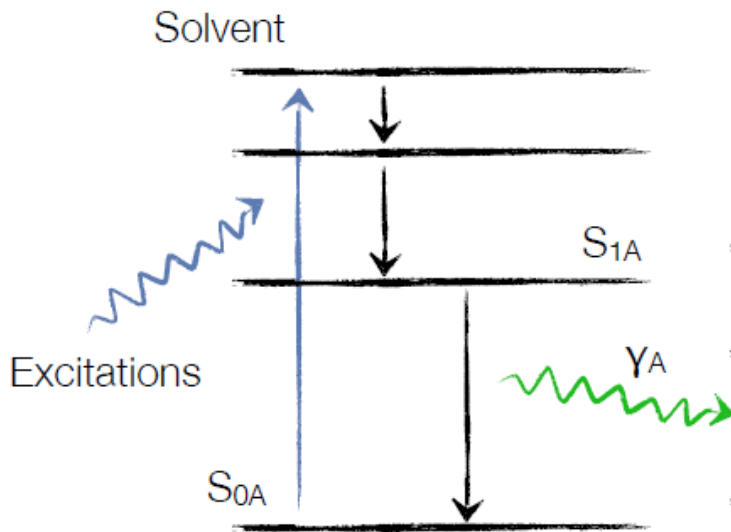 Solvent
S1A
Excitations
γA
S0A